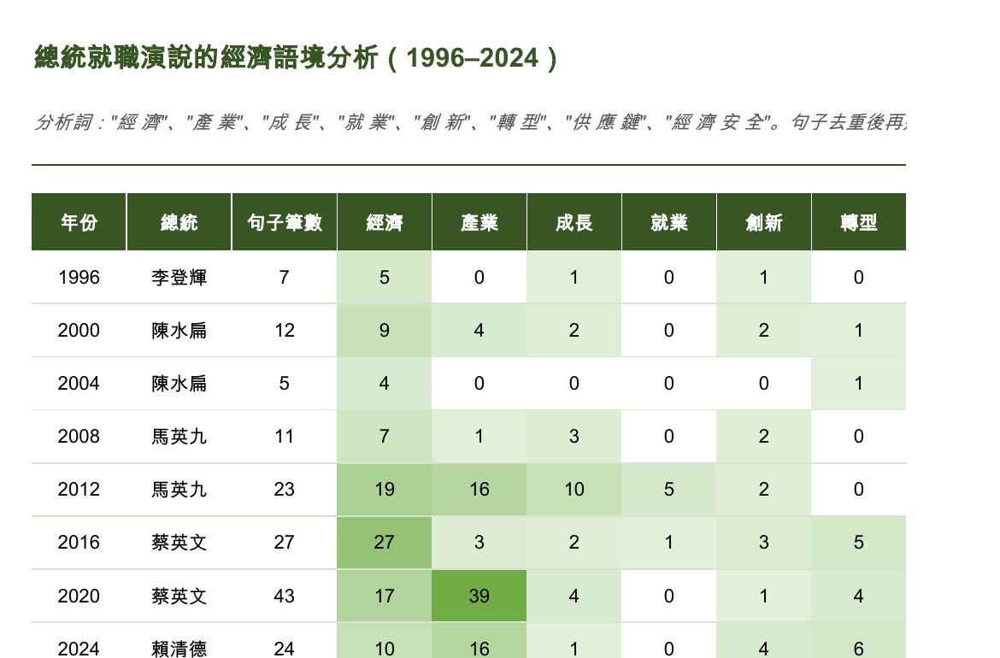 總統就職演說的經濟語境分析（1996–2024）
分析詞："經 濟"、"產 業"、"成 長"、"就 業"、"創 新"、"轉 型"、"供 應 鏈"、"經 濟 安 全"。句子去重後再
年份 總統 句子筆數 經濟 產業 成長 就業 創新 轉型
1996 李登輝 7 5 0 1 0 1 0
2000 陳水扁 12 9 4 2 0 2 1
2004 陳水扁 5 4 0 0 0 0 1
2008 馬英九 11 7 1 3 0 2 0
2012 馬英九 23 19 16 10 5 2 0
2016 蔡英文 27 27 3 2 1 3 5
2020 蔡英文 43 17 39 4 0 1 4
2024 賴清德 24 10 16 1 0 4 6